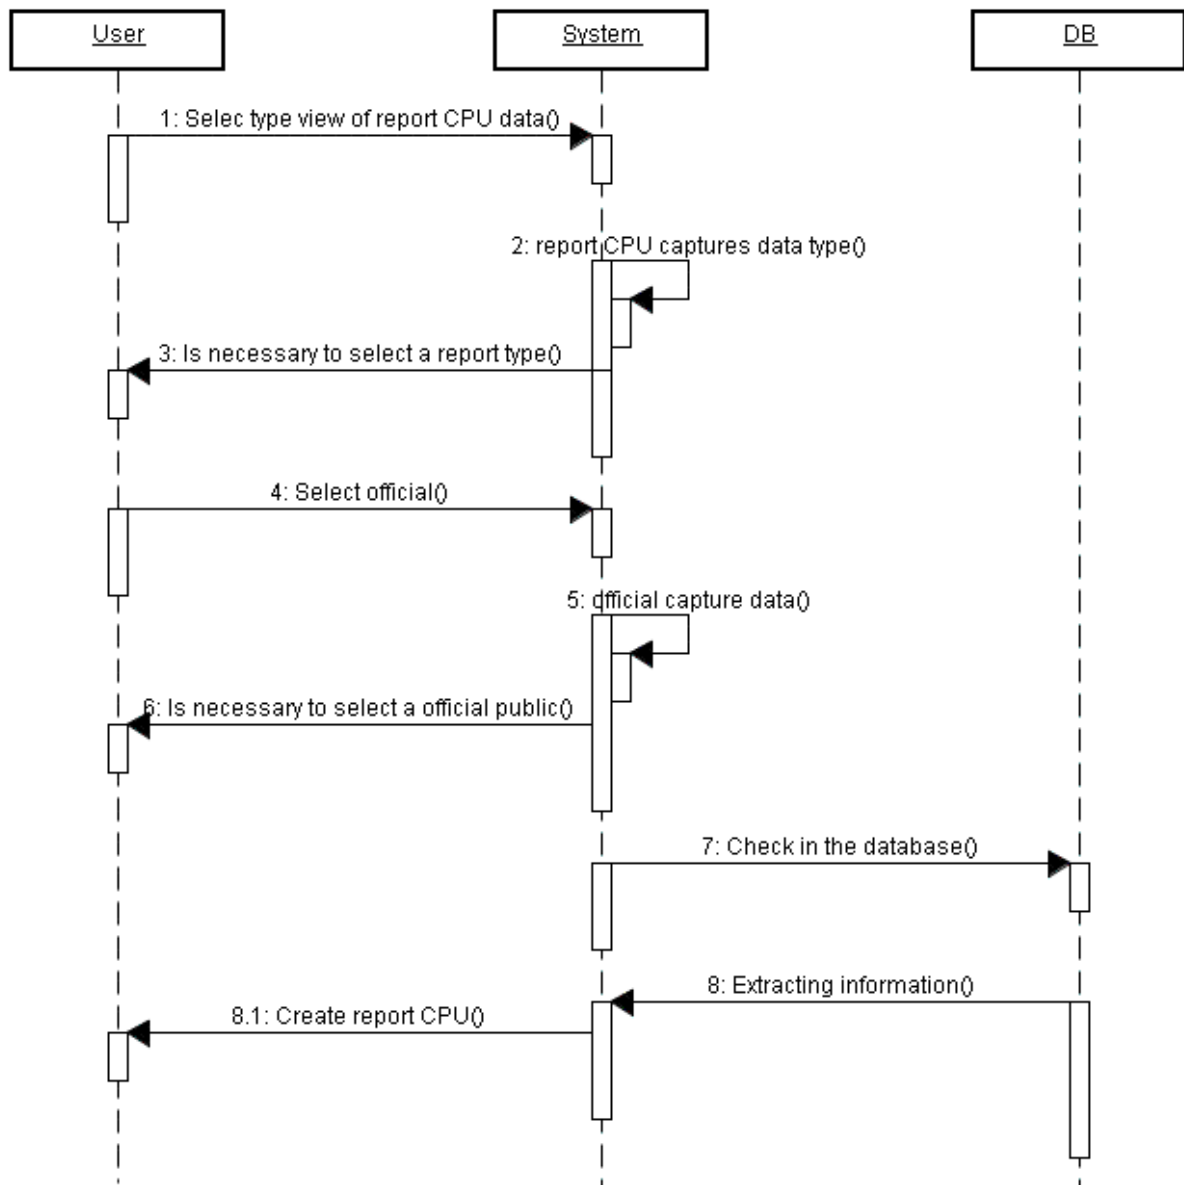 User
System
DB
1: Selec type view of report CPU data()
2: report CPU captures data type()
3: Is necessary to select a report type()
4: Select official()
5: official capture data()
6: Is necessary to select a official public()
7: Check in the database()
8: Extracting information()
8.1: Create report CPU()